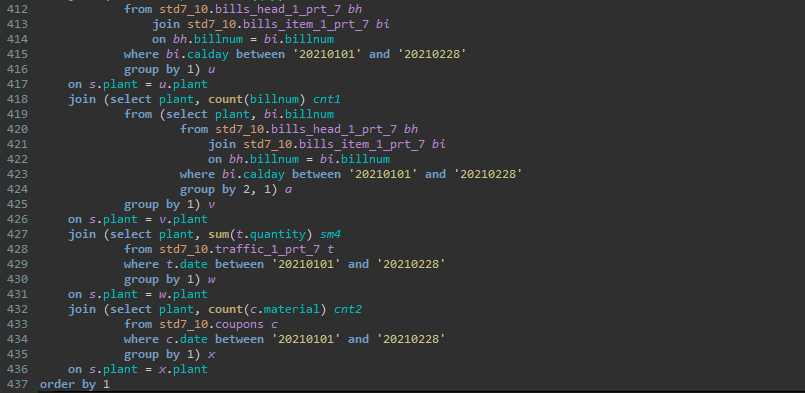 412 from std7_10.bills_head_1_prt_7 bh
413 join std7_10.bills_item_1_prt_7 bi
414 on bh.billnum = bi.billnum
415 where bi.calday between '20210101' and '20210228'
416 group by 1) u
417 on s.plant = u.plant
418 join (select plant, count(billnum) cnt1
419 from (select plant, bi.billnum
420 from std7_10.bills_head_1_prt_7 bh
421 join std7_10.bills_item_1_prt_7 bi
422 on bh.billnum = bi.billnum
423 where bi.calday between '20210101' and '20210228'
424 group by 2, 1) a
425 group by 1) v
426 on s.plant = v.plant
427 join (select plant, sum(t.quantity) sm4
428 from std7_10.traffic_1_prt_7 t
429 where t.date between '20210101' and '20210228'
430 group by 1) w
431 on s.plant = w.plant
432 join (select plant, count(c.material) cnt2
433 from std7_10.coupons c
434 where c.date between '20210101' and '20210228'
435 group by 1) x
436 on s.plant = x.plant
437 order by 1